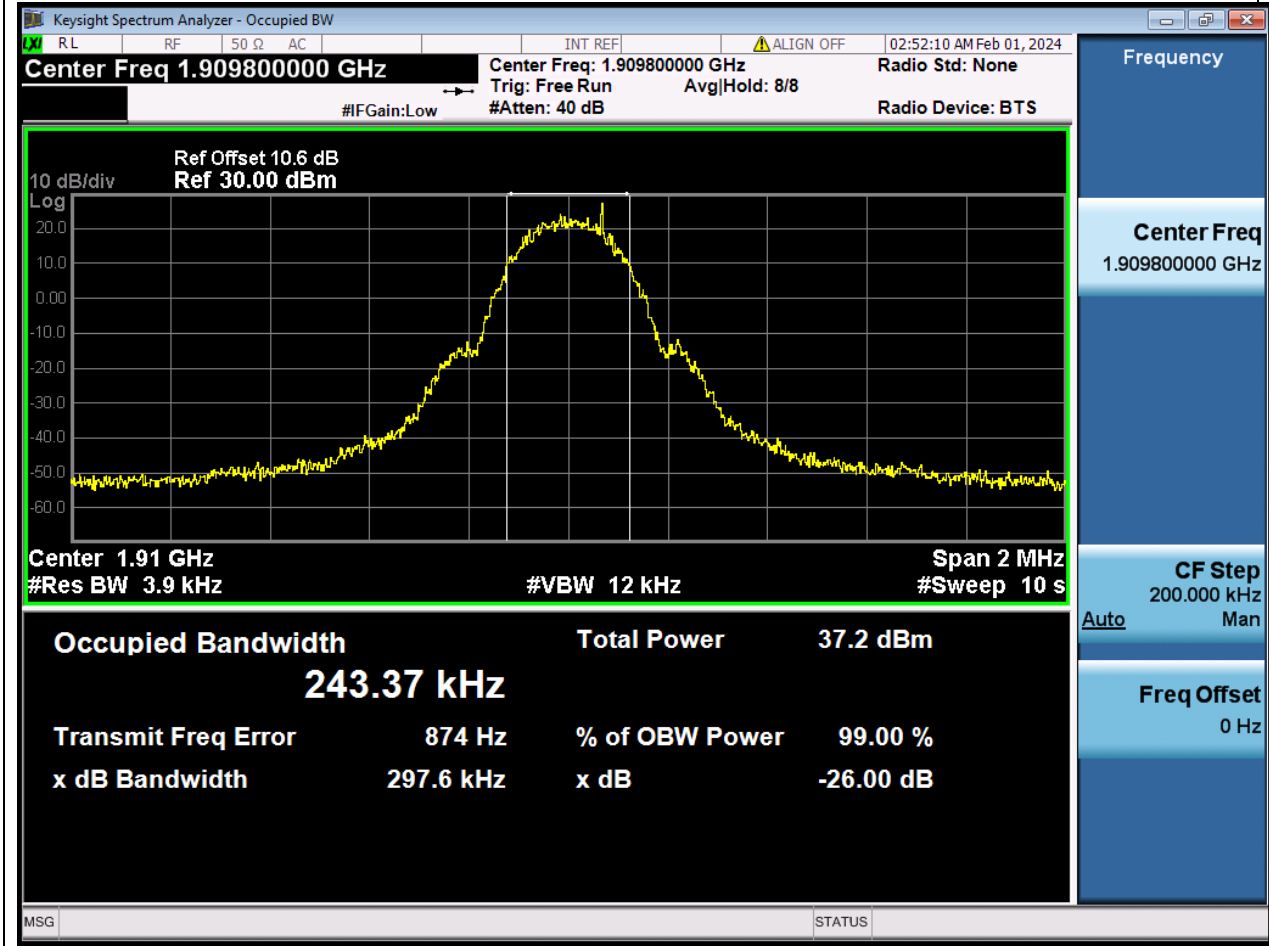 Keysight Spectrum Analyzer - Occupied BW
LXI RL RF 50 Ω AC INT REF ALIGN OFF 02:52:10 AM Feb 01, 2024
Center Freq 1.909800000 GHz Center Freq: 1.909800000 GHz Radio Std: None
Trig: Free Run Avg|Hold: 8/8
#IFGain:Low #Atten: 40 dB Radio Device: BTS
Ref Offset 10.6 dB
10 dB/div Ref 30.00 dBm
Log
20.0
10.0
0.00
-10.0
-20.0
-30.0
-40.0
-50.0
-60.0
Center 1.91 GHz Span 2 MHz
#Res BW 3.9 kHz #VBW 12 kHz #Sweep 10 s
Occupied Bandwidth Total Power 37.2 dBm
243.37 kHz
Transmit Freq Error 874 Hz % of OBW Power 99.00 %
x dB Bandwidth 297.6 kHz x dB -26.00 dB
MSG STATUS
Frequency
Center Freq
1.909800000 GHz
CF Step
200.000 kHz
Auto Man
Freq Offset
0 Hz